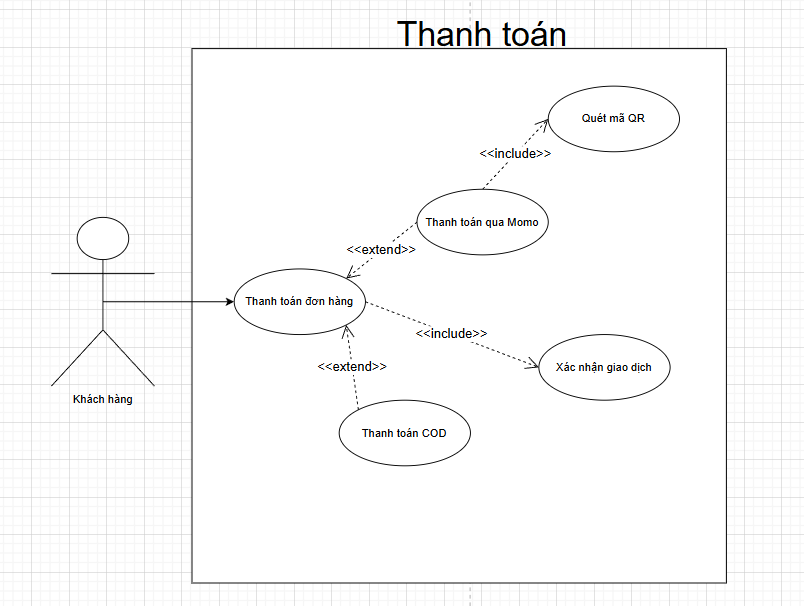 Thanh toán
Quét mã QR
<<include>>
Thanh toán qua Momo
<<extend>>
Thanh toán đơn hàng
<<include>>
<<extend>>
Xác nhận giao dịch
Khách hàng
Thanh toán COD